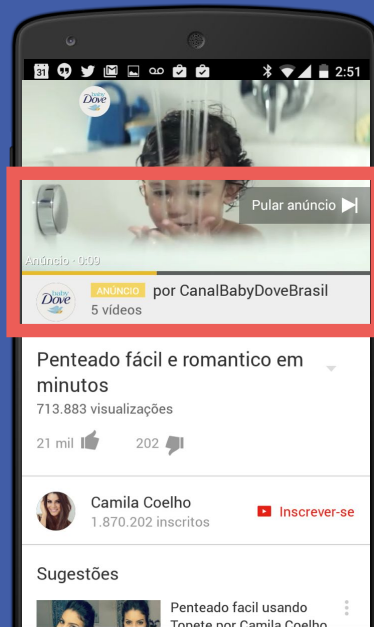 31
2:51
baby
Dove
Pular anúncio
Anúncio · 0:09
baby
Dove
ANÚNCIO por CanalBabyDoveBrasil
5 vídeos
Penteado fácil e romantico em
minutos
713.883 visualizações
21 mil 202
Camila Coelho
1.870.202 inscritos
Inscrever-se
Sugestões
Penteado facil usando
Topete por Camila Coelho